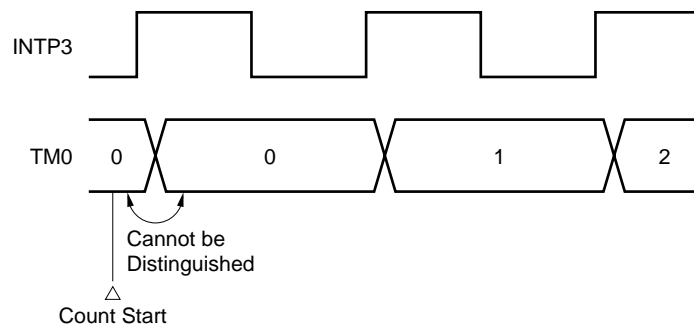 INTP3
TM0
0
0
1
2
Cannot be
Distinguished
Count Start